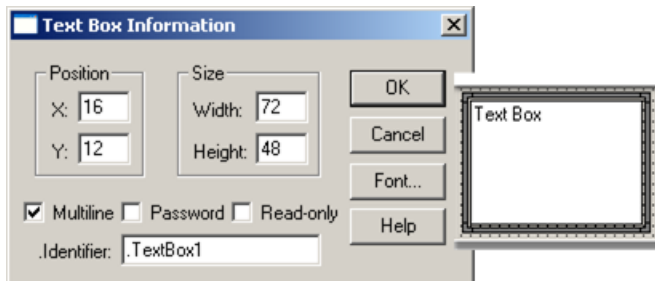 Text Box Information
Position
X: 16
Y: 12
Size
Width: 72
Height: 48
OK
Cancel
Font...
Help
Multiline Password Read-only
.Identifier: .TextBox1
Text Box